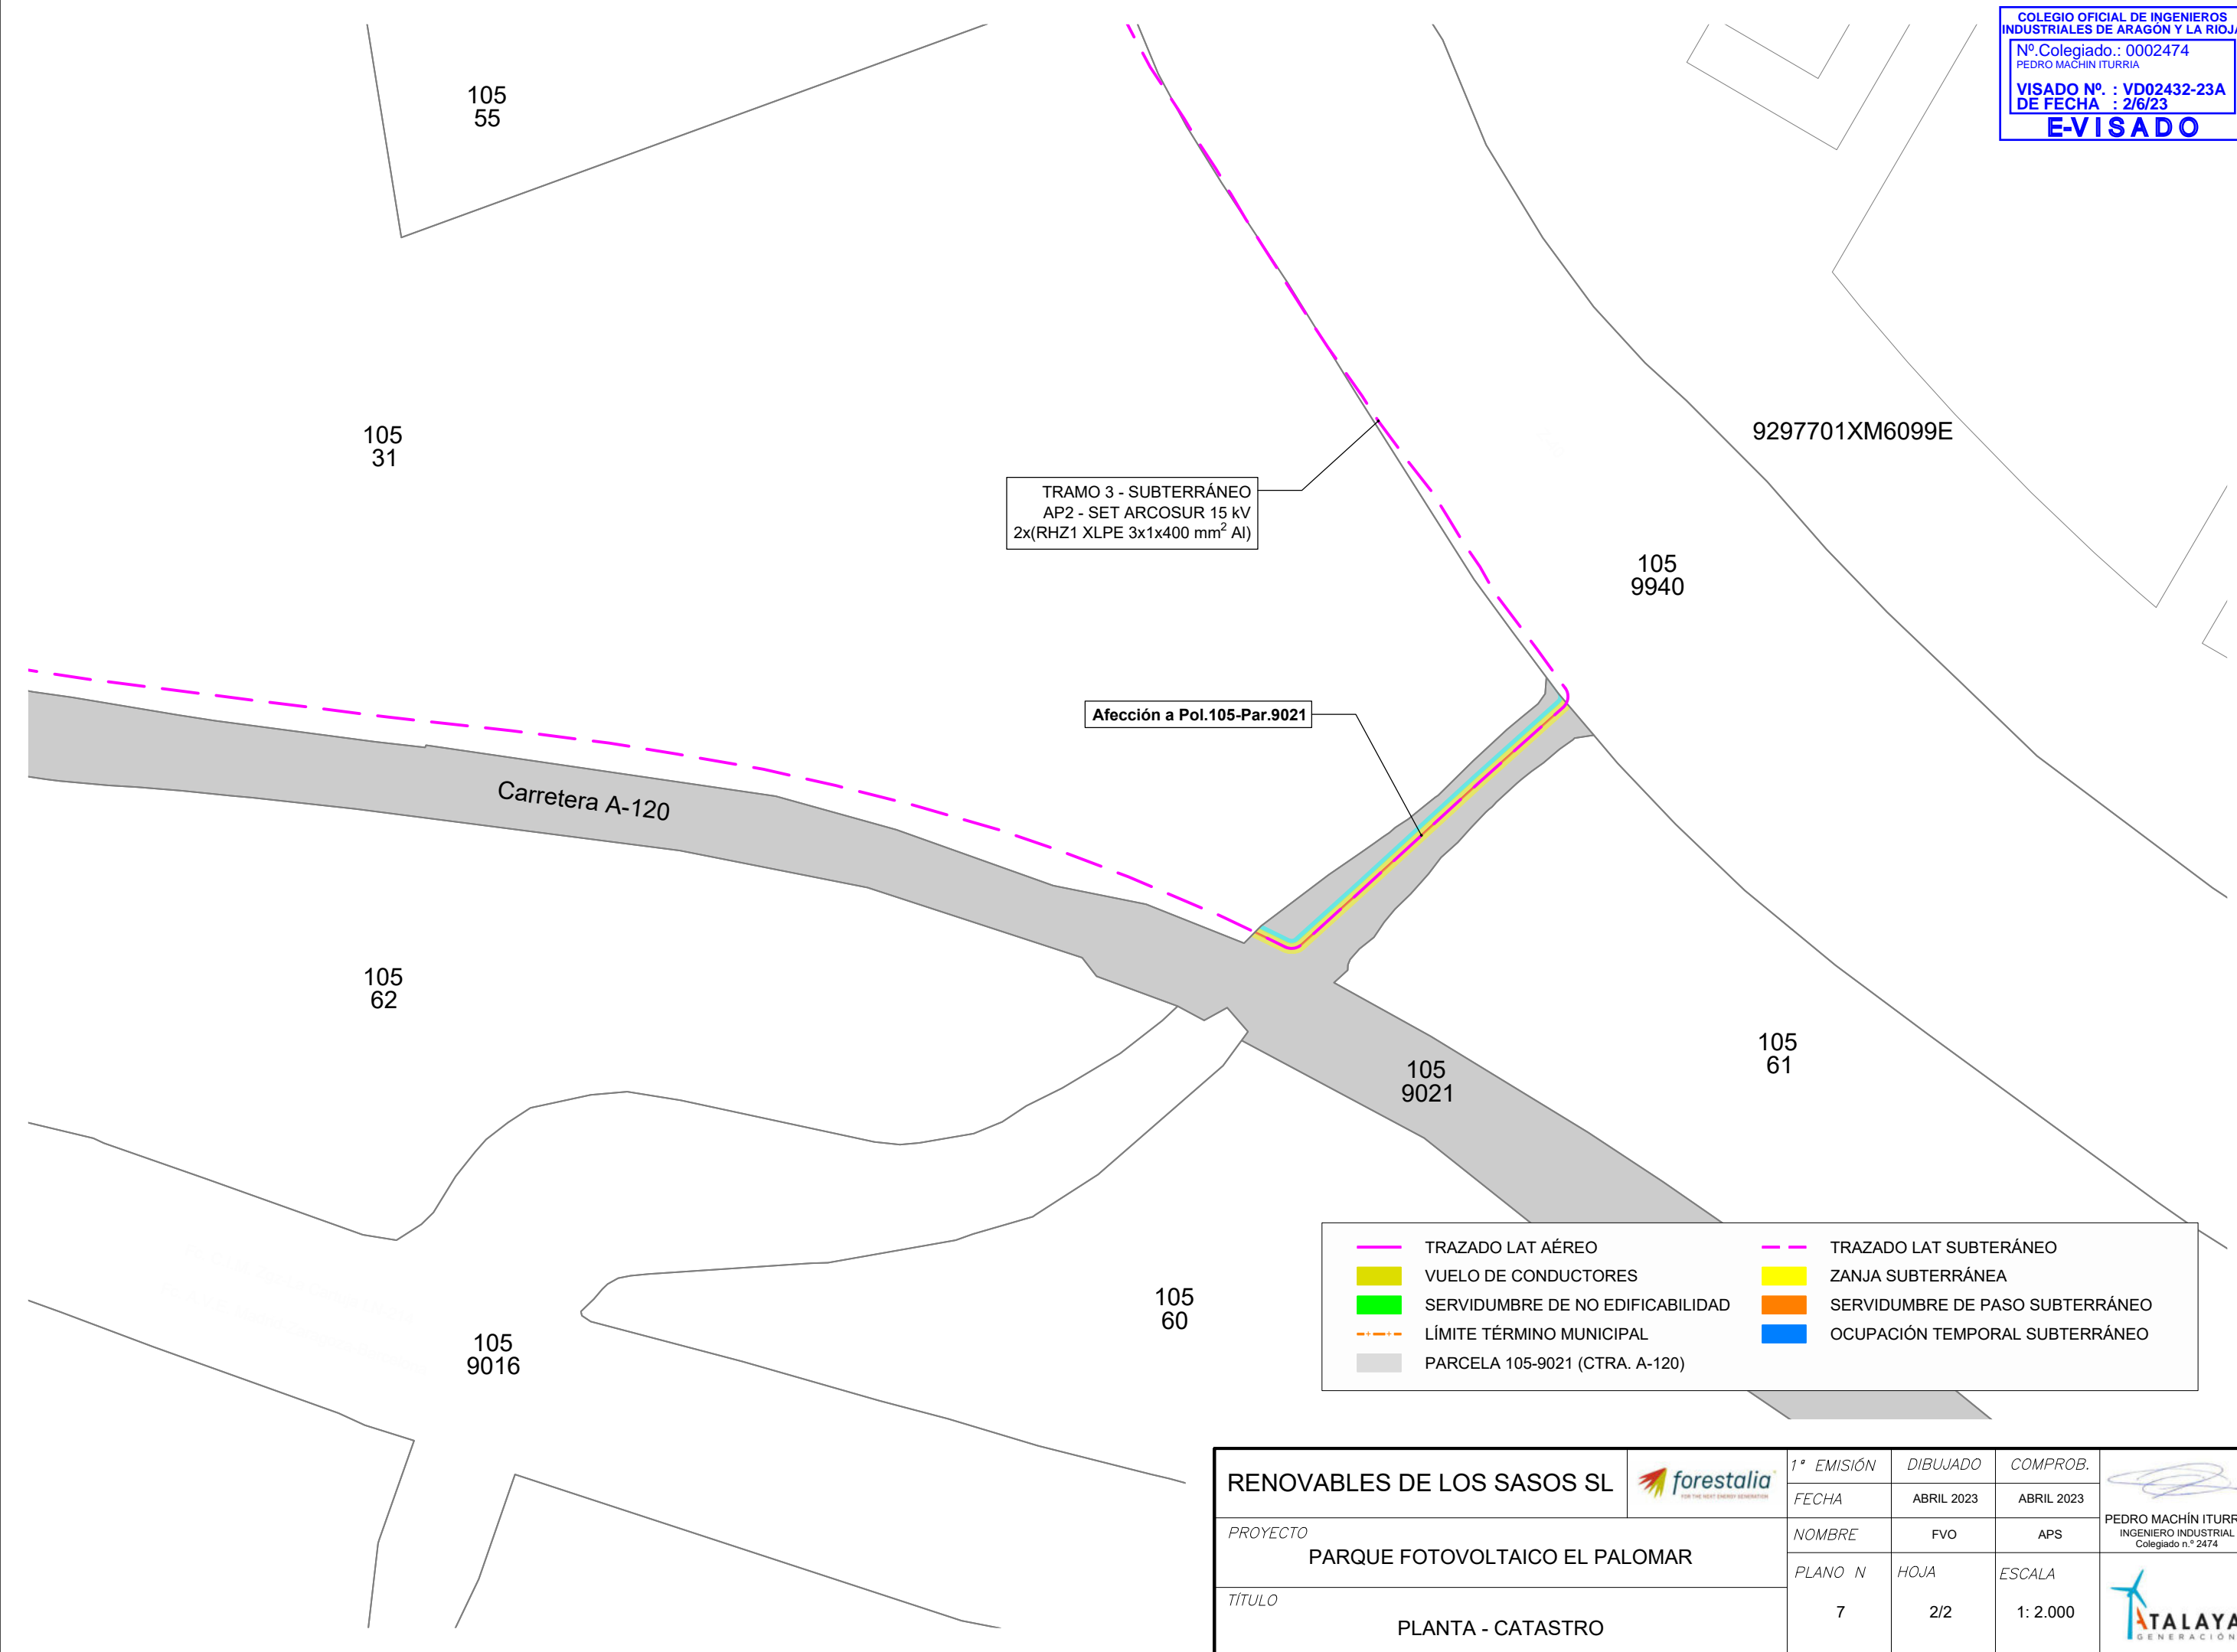 COLEGIO OFICIAL DE INGENIEROS
INDUSTRIALES DE ARAGÓN Y LA RIOJA
Nº.Colegiado.: 0002474
PEDRO MACHIN ITURRIA
VISADO Nº. : VD02432-23A
DE FECHA : 2/6/23
E-VISADO
105
55
105
31
9297701XM6099E
TRAMO 3 - SUBTERRÁNEO
AP2 - SET ARCOSUR 15 kV
2x(RHZ1 XLPE 3x1x400 mm² Al)
105
9940
Afección a Pol.105-Par.9021
Carretera A-120
105
62
105
61
105
9021
105
60
105
9016
TRAZADO LAT AÉREO
VUELO DE CONDUCTORES
SERVIDUMBRE DE NO EDIFICABILIDAD
LÍMITE TÉRMINO MUNICIPAL
PARCELA 105-9021 (CTRA. A-120)
TRAZADO LAT SUBTERÁNEO
ZANJA SUBTERRÁNEA
SERVIDUMBRE DE PASO SUBTERRÁNEO
OCUPACIÓN TEMPORAL SUBTERRÁNEO
RENOVABLES DE LOS SASOS SL
forestalia
FOR THE NEXT ENERGY GENERATION
PROYECTO
PARQUE FOTOVOLTAICO EL PALOMAR
TÍTULO
PLANTA - CATASTRO
1ª EMISIÓN DIBUJADO COMPROB.
FECHA ABRIL 2023 ABRIL 2023
NOMBRE FVO APS
PLANO N HOJA ESCALA
7 2/2 1: 2.000
PEDRO MACHÍN ITURR
INGENIERO INDUSTRIAL
Colegiado n.º 2474
ATALAYA
GENERACIÓN